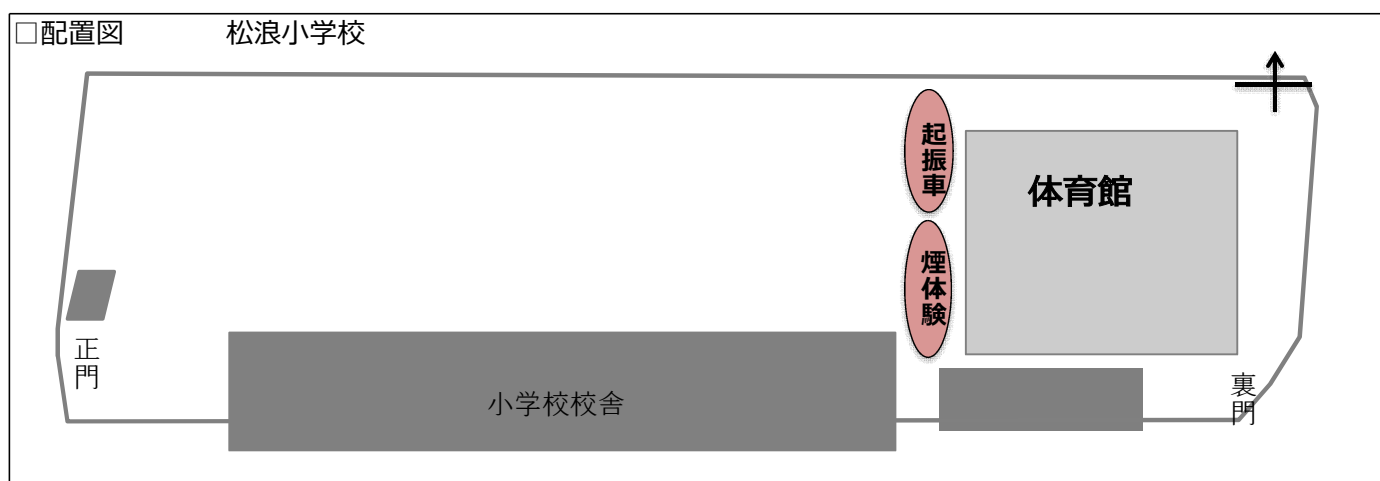 □配置図 松浪小学校
起振車
体育館
煙体験
正門
小学校校舎
裏門